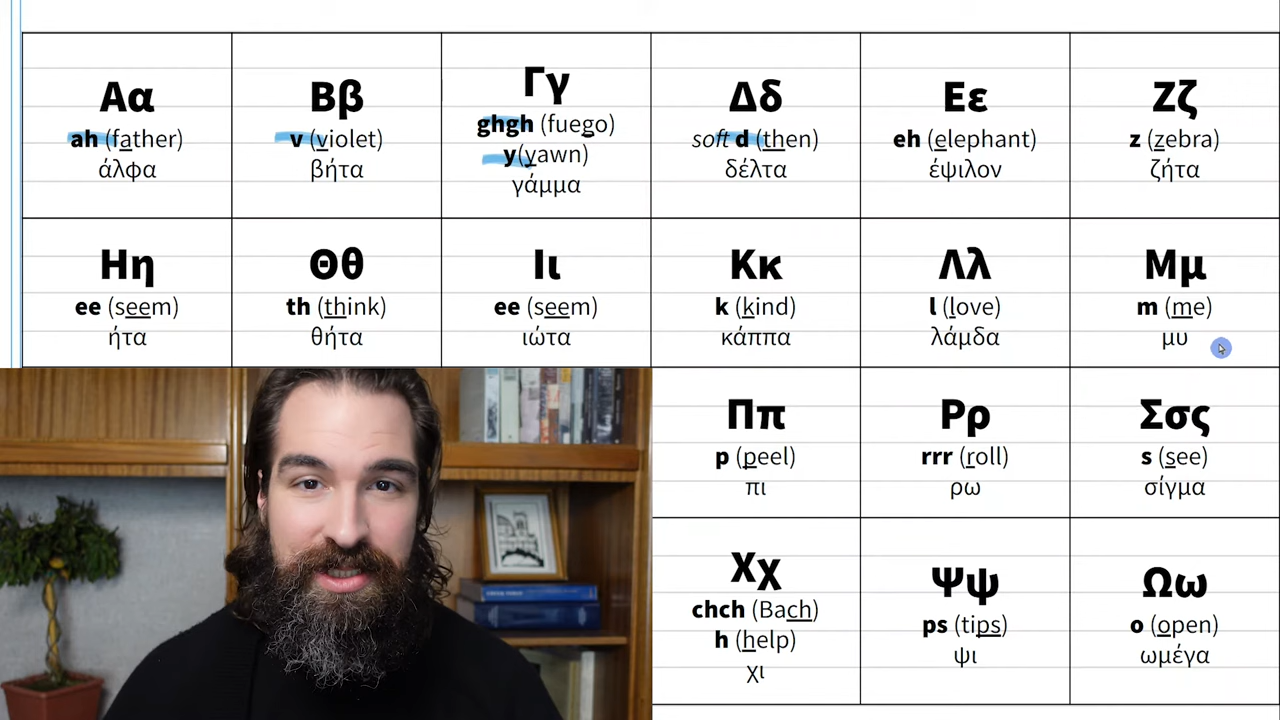 Αα
ah (father)
άλφα
Ββ
v (violet)
βήτα
Γγ
ghgh (fuego)
y(yawn)
γάμμα
Δδ
soft d (then)
δέλτα
Εε
eh (elephant)
έψιλον
Ζζ
z (zebra)
ζήτα
Ηη
ee (seem)
ήτα
Θθ
th (think)
θήτα
Ιι
ee (seem)
ιώτα
Κκ
k (kind)
κάππα
Λλ
l (love)
λάμδα
Μμ
m (me)
μυ
Ππ
p (peel)
πι
Ρρ
rrr (roll)
ρω
Σσς
s (see)
σίγμα
Χχ
chch (Bach)
h (help)
χι
Ψψ
ps (tips)
ψι
Ωω
o (open)
ωμέγα